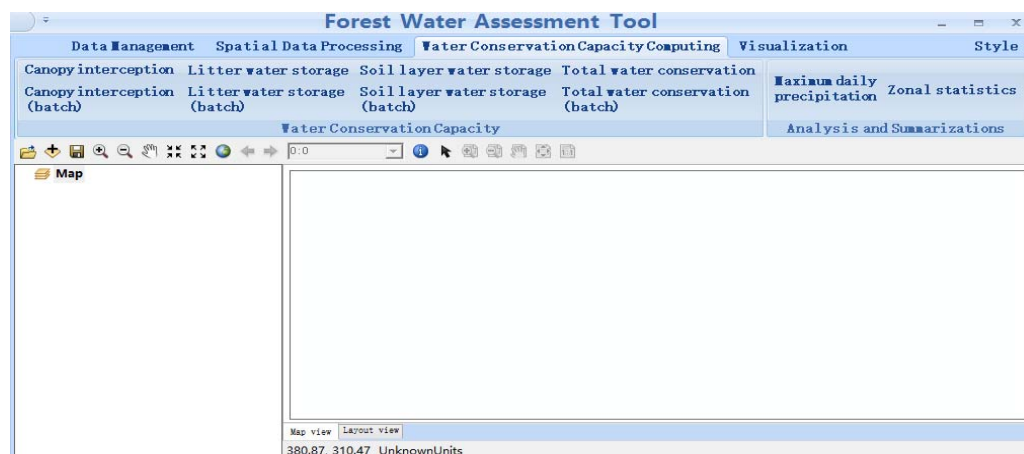 Forest Water Assessment Tool
Data Management Spatial Data Processing Water Conservation Capacity Computing Visualization Style
Canopy interception Litter water storage Soil layer water storage Total water conservation
Canopy interception (batch) Litter water storage (batch) Soil layer water storage (batch) Total water conservation (batch)
Maximum daily precipitation Zonal statistics
Water Conservation Capacity Analysis and Summarizations
0:0
Map
Map view Layout view
380.87 310.47 UnknownUnits